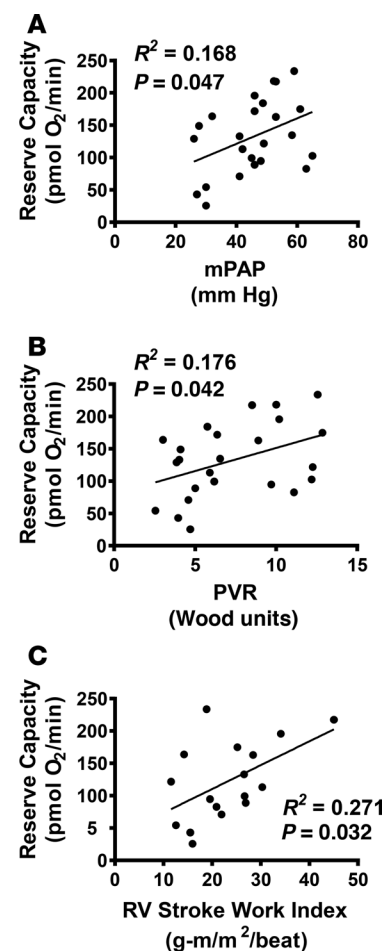 A
R² = 0.168
P = 0.047
Reserve Capacity
(pmol O₂/min)
250
200
150
100
50
0
0 20 40 60 80
mPAP
(mm Hg)
B
R² = 0.176
P = 0.042
Reserve Capacity
(pmol O₂/min)
250
200
150
100
50
0
0 5 10 15
PVR
(Wood units)
C
Reserve Capacity
(pmol O₂/min)
250
200
150
100
5
0
R² = 0.271
P = 0.032
0 10 20 30 40 50
RV Stroke Work Index
(g-m/m²/beat)